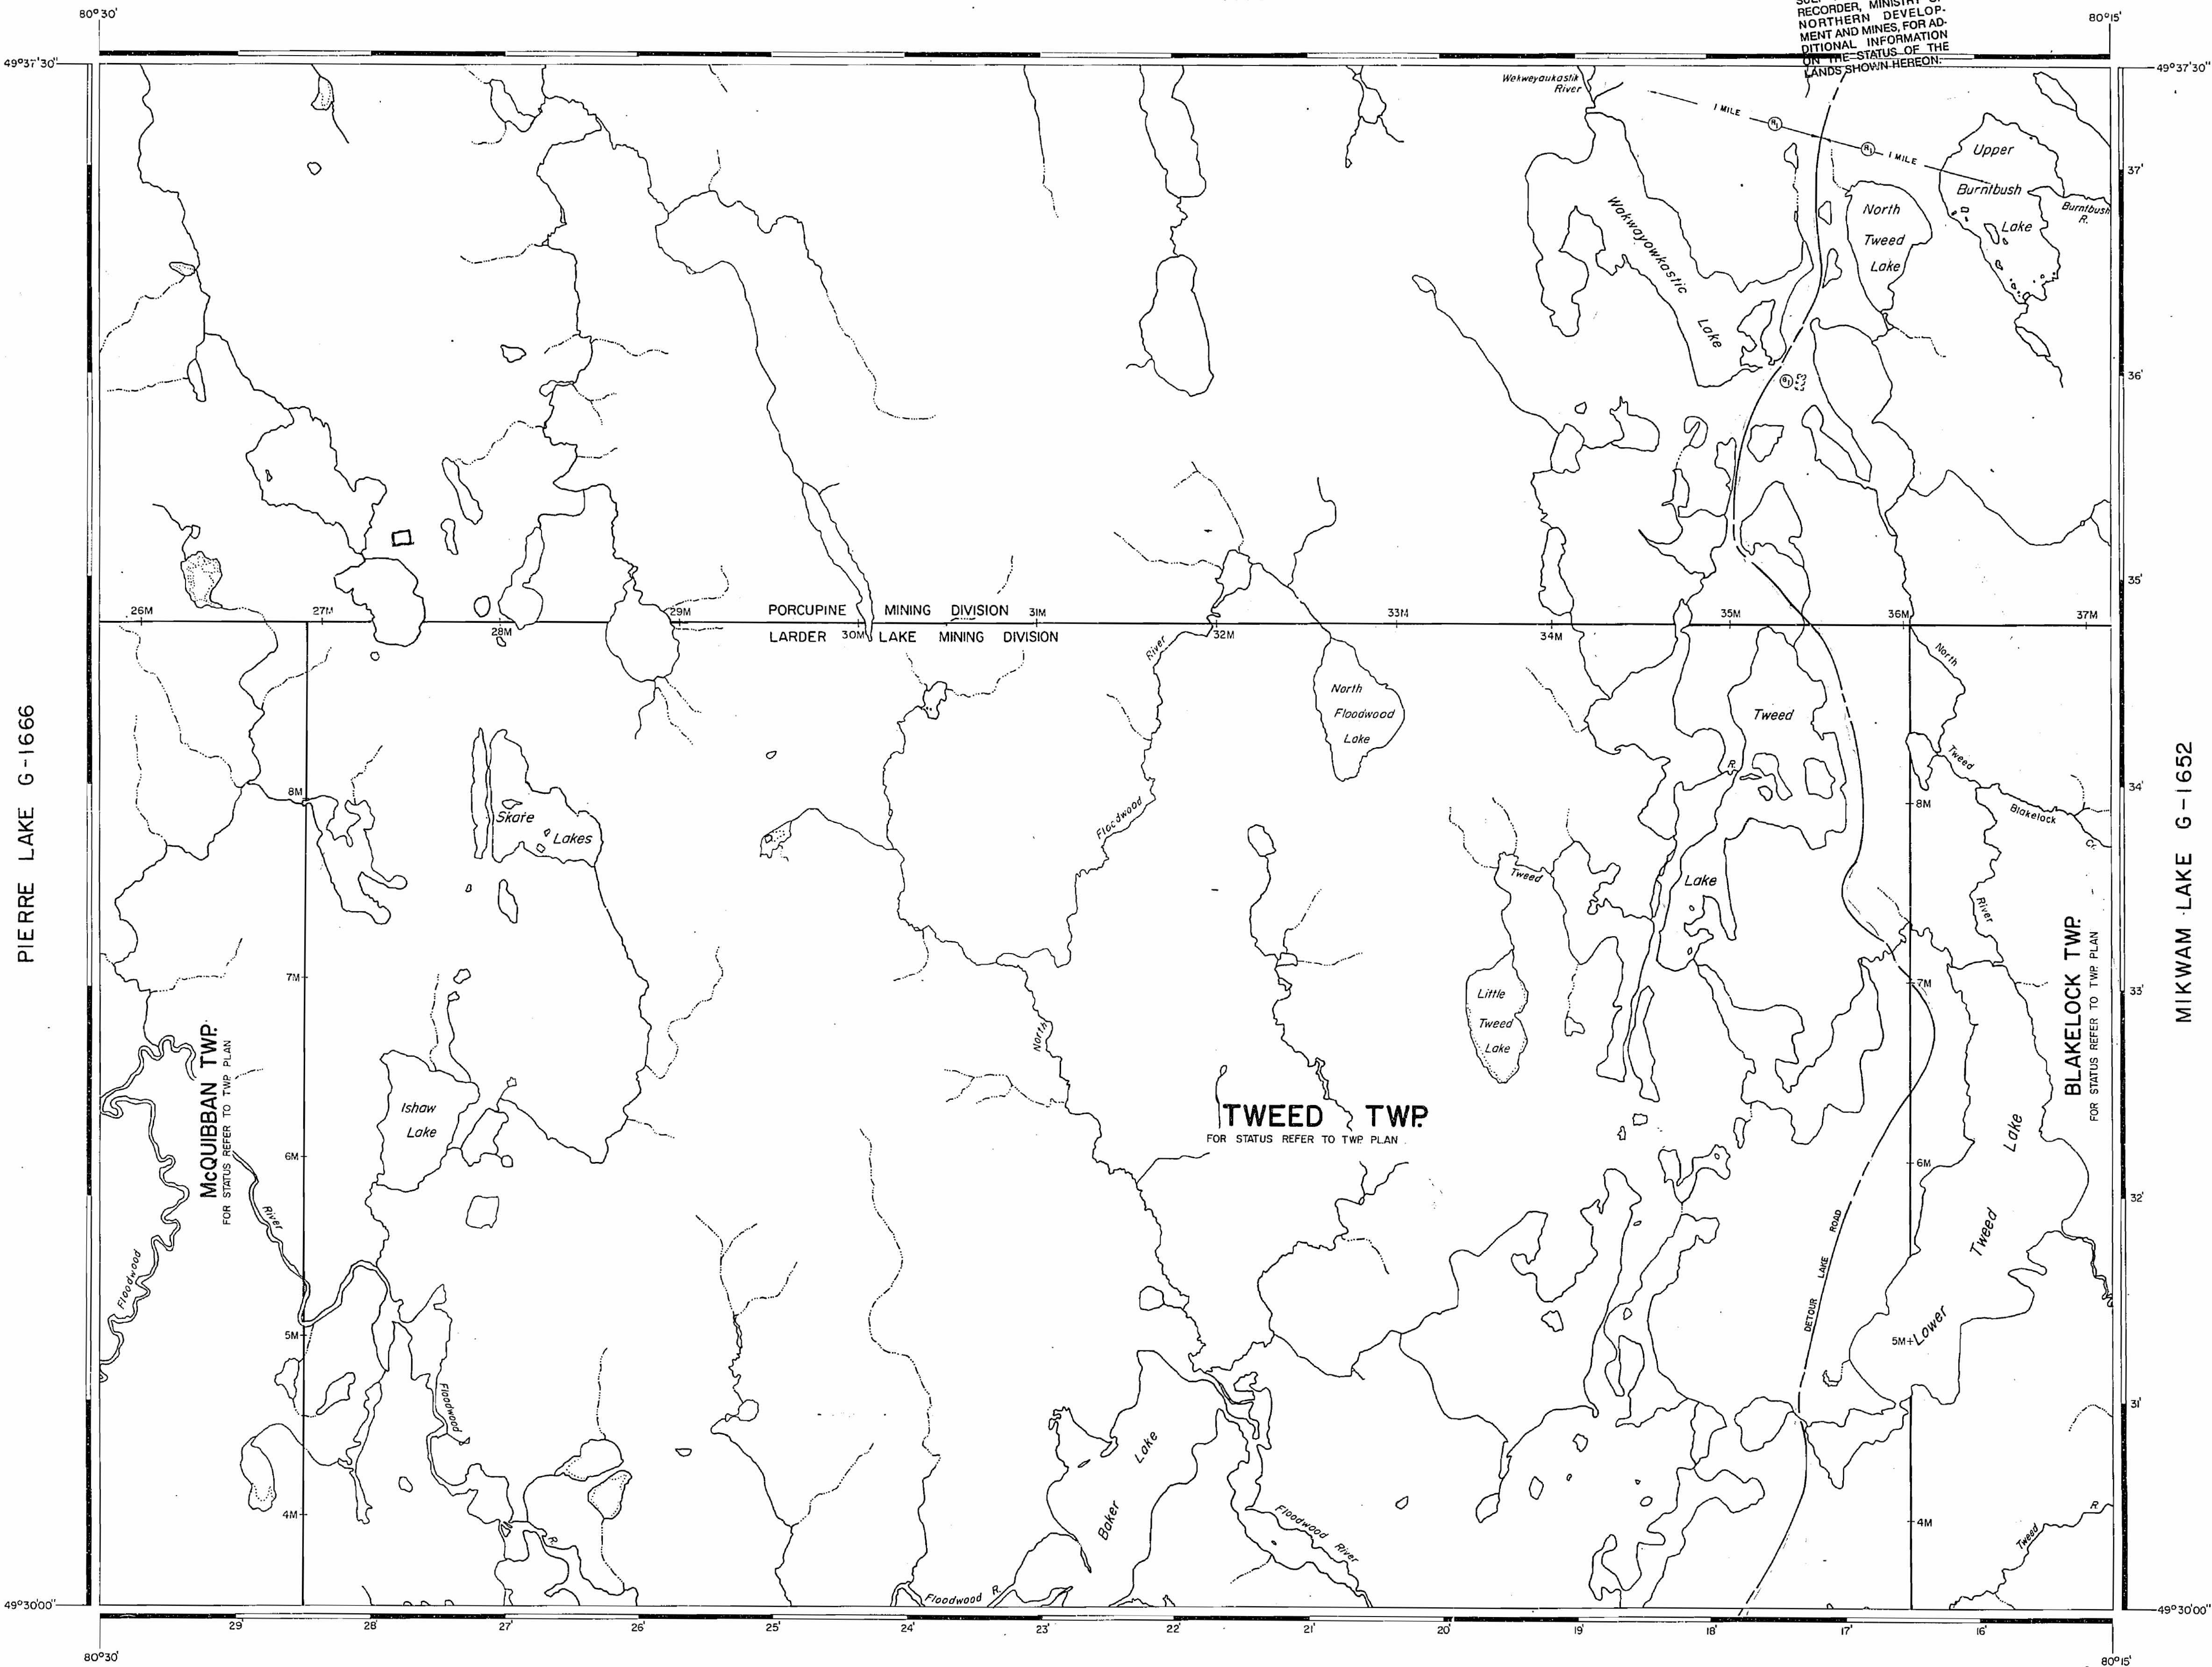 80°30'
RECORDER, MINISTRY OF
NORTHERN DEVELOP-
MENT AND MINES, FOR AD-
DITIONAL INFORMATION
ON THE STATUS OF THE
LANDS SHOWN HEREON.
80°15'
49°37'30"
49°37'30"
Wekweyaukastik
River
1 MILE
R1
R1
1 MILE
Upper
Burntbush
Lake
Burntbush
R.
37'
North
Tweed
Lake
Wakwayowkastic
Lake
36'
35'
26M
27M
28M
29M
PORCUPINE MINING DIVISION
LARDER LAKE MINING DIVISION
30M
31M
32M
33M
34M
35M
36M
37M
River
North
Floodwood
Lake
Tweed
North
Tweed
R.
PIERRE LAKE G-1666
MIKWAM LAKE G-1652
8M
Skate
Lakes
Floodwood
8M
34'
Blakelock
Cr.
Tweed
Lake
River
7M
7M
33'
North
Little
Tweed
Lake
McQUIBBAN TWP.
FOR STATUS REFER TO TWP. PLAN
BLAKELOCK TWP.
FOR STATUS REFER TO TWP. PLAN
Ishaw
Lake
TWEED TWP.
FOR STATUS REFER TO TWP. PLAN
6M
6M
Lake
Tweed
Lower
32'
River
Floodwood
DETOUR LAKE ROAD
5M
5M
Floodwood
31'
Lake
Baker
4M
4M
R.
Floodwood
River
Tweed
R
Floodwood R.
49°30'00"
49°30'00"
29'
28'
27'
26'
25'
24'
23'
22'
21'
20'
19'
18'
17'
16'
80°30'
80°15'